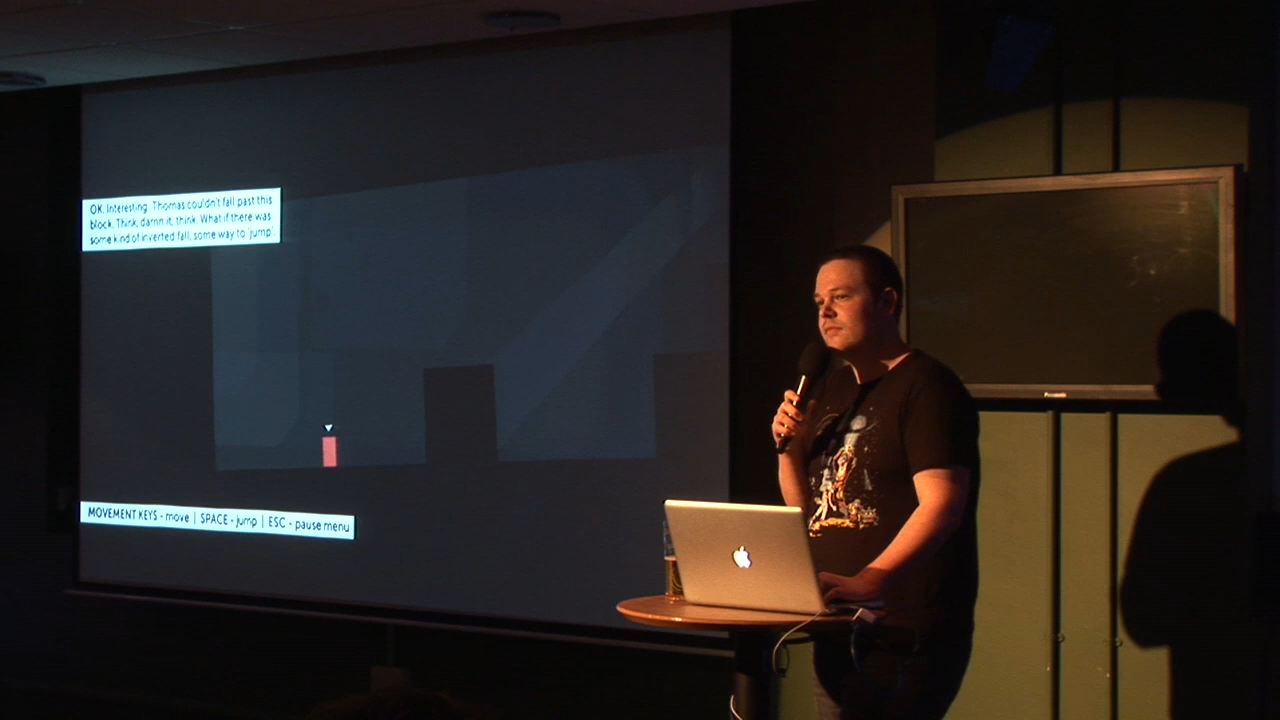 OK. Interesting. Thomas couldn't fall past this
block. Think, damn it, think. What if there was
some kind of inverted fall, some way to 'jump'.
MOVEMENT KEYS - move | SPACE - jump | ESC - pause menu
Panasonic